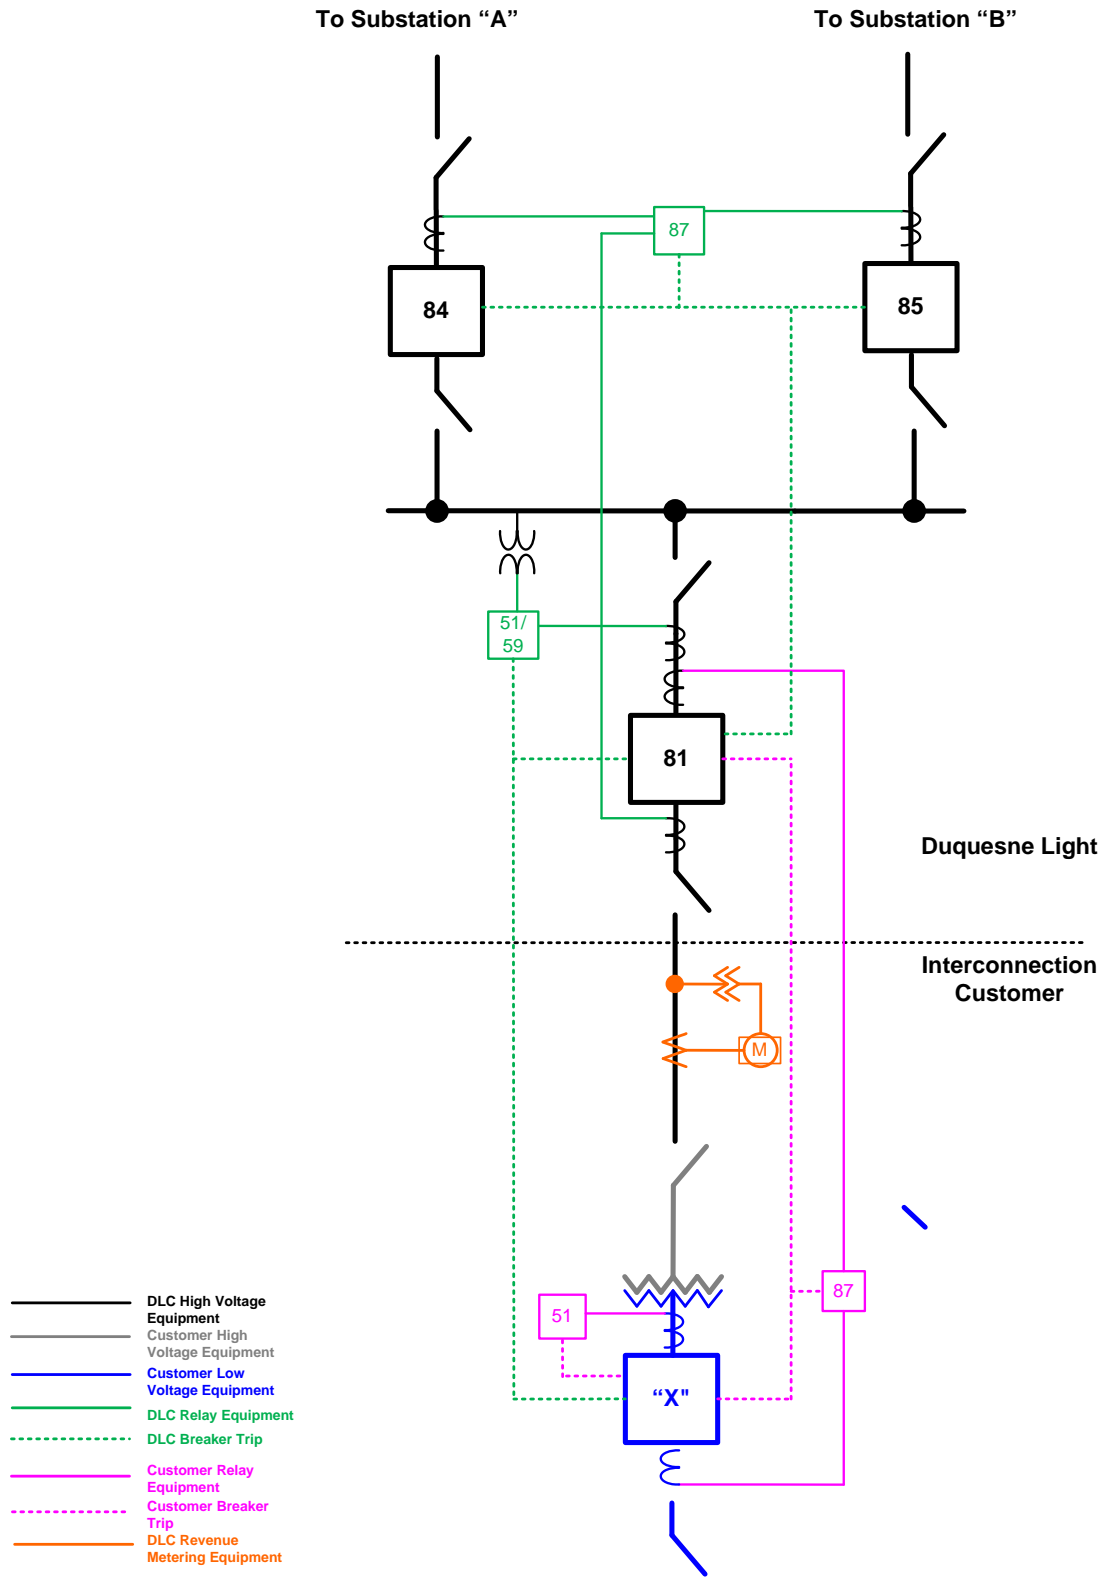 To Substation “A”
To Substation “B”
87
84
85
51/
59
81
Duquesne Light
Interconnection
Customer
M
87
51
“X"
DLC High Voltage
Equipment
Customer High
Voltage Equipment
Customer Low
Voltage Equipment
DLC Relay Equipment
DLC Breaker Trip
Customer Relay
Equipment
Customer Breaker
Trip
DLC Revenue
Metering Equipment